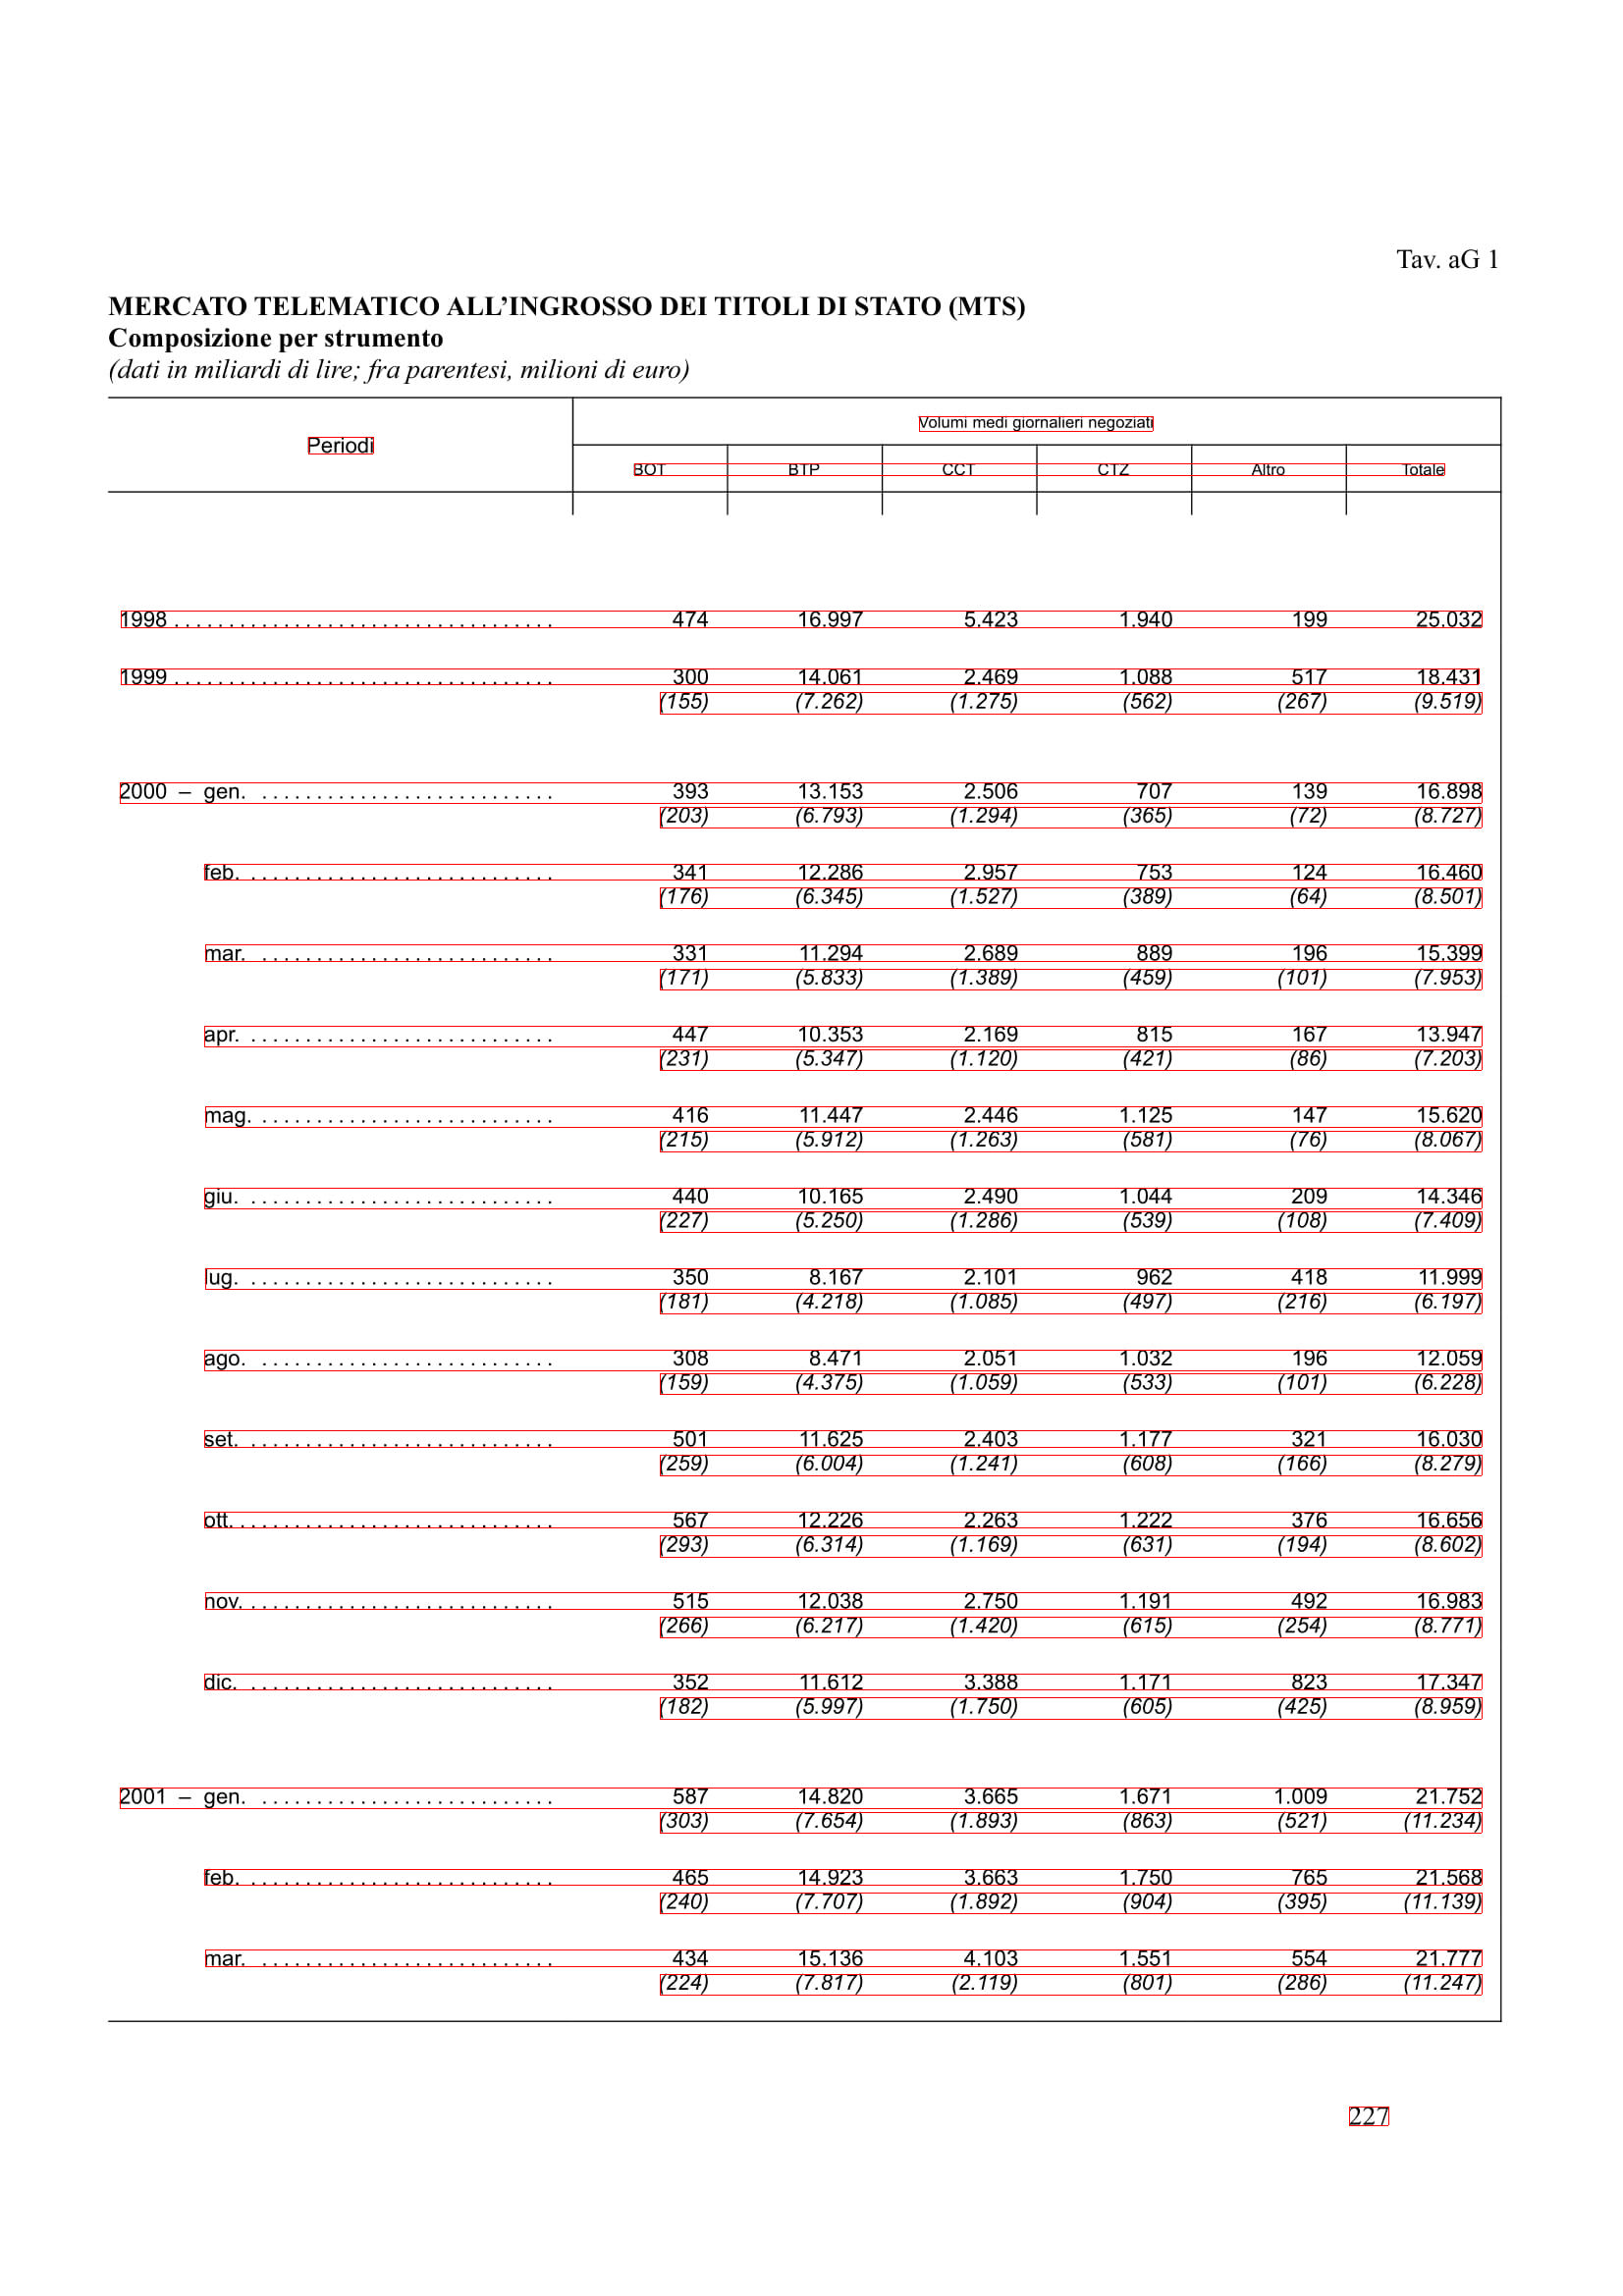 Tav. aG 1
MERCATO TELEMATICO ALL’INGROSSO DEI TITOLI DI STATO (MTS)
Composizione per strumento
(dati in miliardi di lire; fra parentesi, milioni di euro)
Periodi
Volumi medi giornalieri negoziati
BOT BTP CCT CTZ Altro Totale
1998 . . . . . . . . . . . . . . . . . . . . . . . . . . . . . . . . . . . 474 16.997 5.423 1.940 199 25.032
1999 . . . . . . . . . . . . . . . . . . . . . . . . . . . . . . . . . . . 300 14.061 2.469 1.088 517 18.431
(155) (7.262) (1.275) (562) (267) (9.519)
2000 – gen. . . . . . . . . . . . . . . . . . . . . . . . . . . . 393 13.153 2.506 707 139 16.898
(203) (6.793) (1.294) (365) (72) (8.727)
feb. . . . . . . . . . . . . . . . . . . . . . . . . . . . . 341 12.286 2.957 753 124 16.460
(176) (6.345) (1.527) (389) (64) (8.501)
mar. . . . . . . . . . . . . . . . . . . . . . . . . . . . 331 11.294 2.689 889 196 15.399
(171) (5.833) (1.389) (459) (101) (7.953)
apr. . . . . . . . . . . . . . . . . . . . . . . . . . . . . 447 10.353 2.169 815 167 13.947
(231) (5.347) (1.120) (421) (86) (7.203)
mag. . . . . . . . . . . . . . . . . . . . . . . . . . . . 416 11.447 2.446 1.125 147 15.620
(215) (5.912) (1.263) (581) (76) (8.067)
giu. . . . . . . . . . . . . . . . . . . . . . . . . . . . . 440 10.165 2.490 1.044 209 14.346
(227) (5.250) (1.286) (539) (108) (7.409)
lug. . . . . . . . . . . . . . . . . . . . . . . . . . . . . 350 8.167 2.101 962 418 11.999
(181) (4.218) (1.085) (497) (216) (6.197)
ago. . . . . . . . . . . . . . . . . . . . . . . . . . . . 308 8.471 2.051 1.032 196 12.059
(159) (4.375) (1.059) (533) (101) (6.228)
set. . . . . . . . . . . . . . . . . . . . . . . . . . . . . 501 11.625 2.403 1.177 321 16.030
(259) (6.004) (1.241) (608) (166) (8.279)
ott. . . . . . . . . . . . . . . . . . . . . . . . . . . . . . 567 12.226 2.263 1.222 376 16.656
(293) (6.314) (1.169) (631) (194) (8.602)
nov. . . . . . . . . . . . . . . . . . . . . . . . . . . . . 515 12.038 2.750 1.191 492 16.983
(266) (6.217) (1.420) (615) (254) (8.771)
dic. . . . . . . . . . . . . . . . . . . . . . . . . . . . . 352 11.612 3.388 1.171 823 17.347
(182) (5.997) (1.750) (605) (425) (8.959)
2001 – gen. . . . . . . . . . . . . . . . . . . . . . . . . . . . 587 14.820 3.665 1.671 1.009 21.752
(303) (7.654) (1.893) (863) (521) (11.234)
feb. . . . . . . . . . . . . . . . . . . . . . . . . . . . . 465 14.923 3.663 1.750 765 21.568
(240) (7.707) (1.892) (904) (395) (11.139)
mar. . . . . . . . . . . . . . . . . . . . . . . . . . . . 434 15.136 4.103 1.551 554 21.777
(224) (7.817) (2.119) (801) (286) (11.247)
227